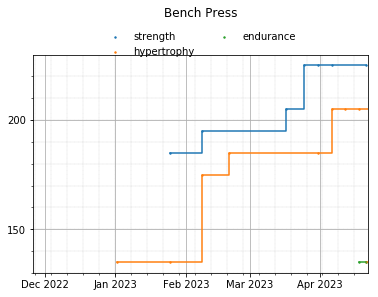 Bench Press
strength
endurance
hypertrophy
200
150
Dec 2022
Jan 2023
Feb 2023
Mar 2023
Apr 2023